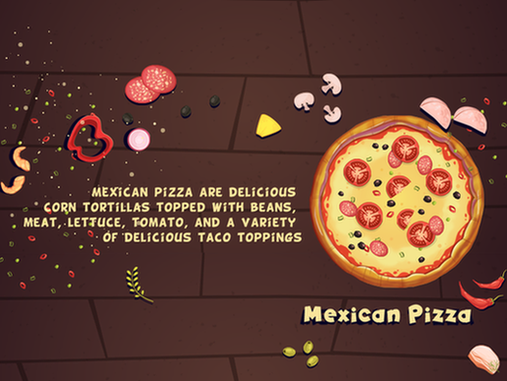 MEXICAN PIZZA ARE DELICIOUS
CORN TORTILLAS TOPPED WITH BEANS,
MEAT, LETTUCE, TOMATO, AND A VARIETY
OF DELICIOUS TACO TOPPINGS
Mexican Pizza